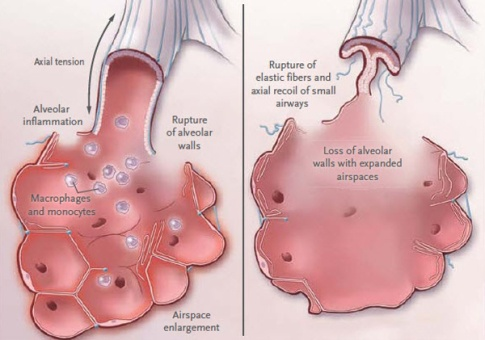 Axial tension
Alveolar
inflammation
Rupture
of alveolar
walls
Macrophages
and monocytes
Airspace
enlargement
Rupture of
elastic fibers and
axial recoil of small
airways
Loss of alveolar
walls with expanded
airspaces